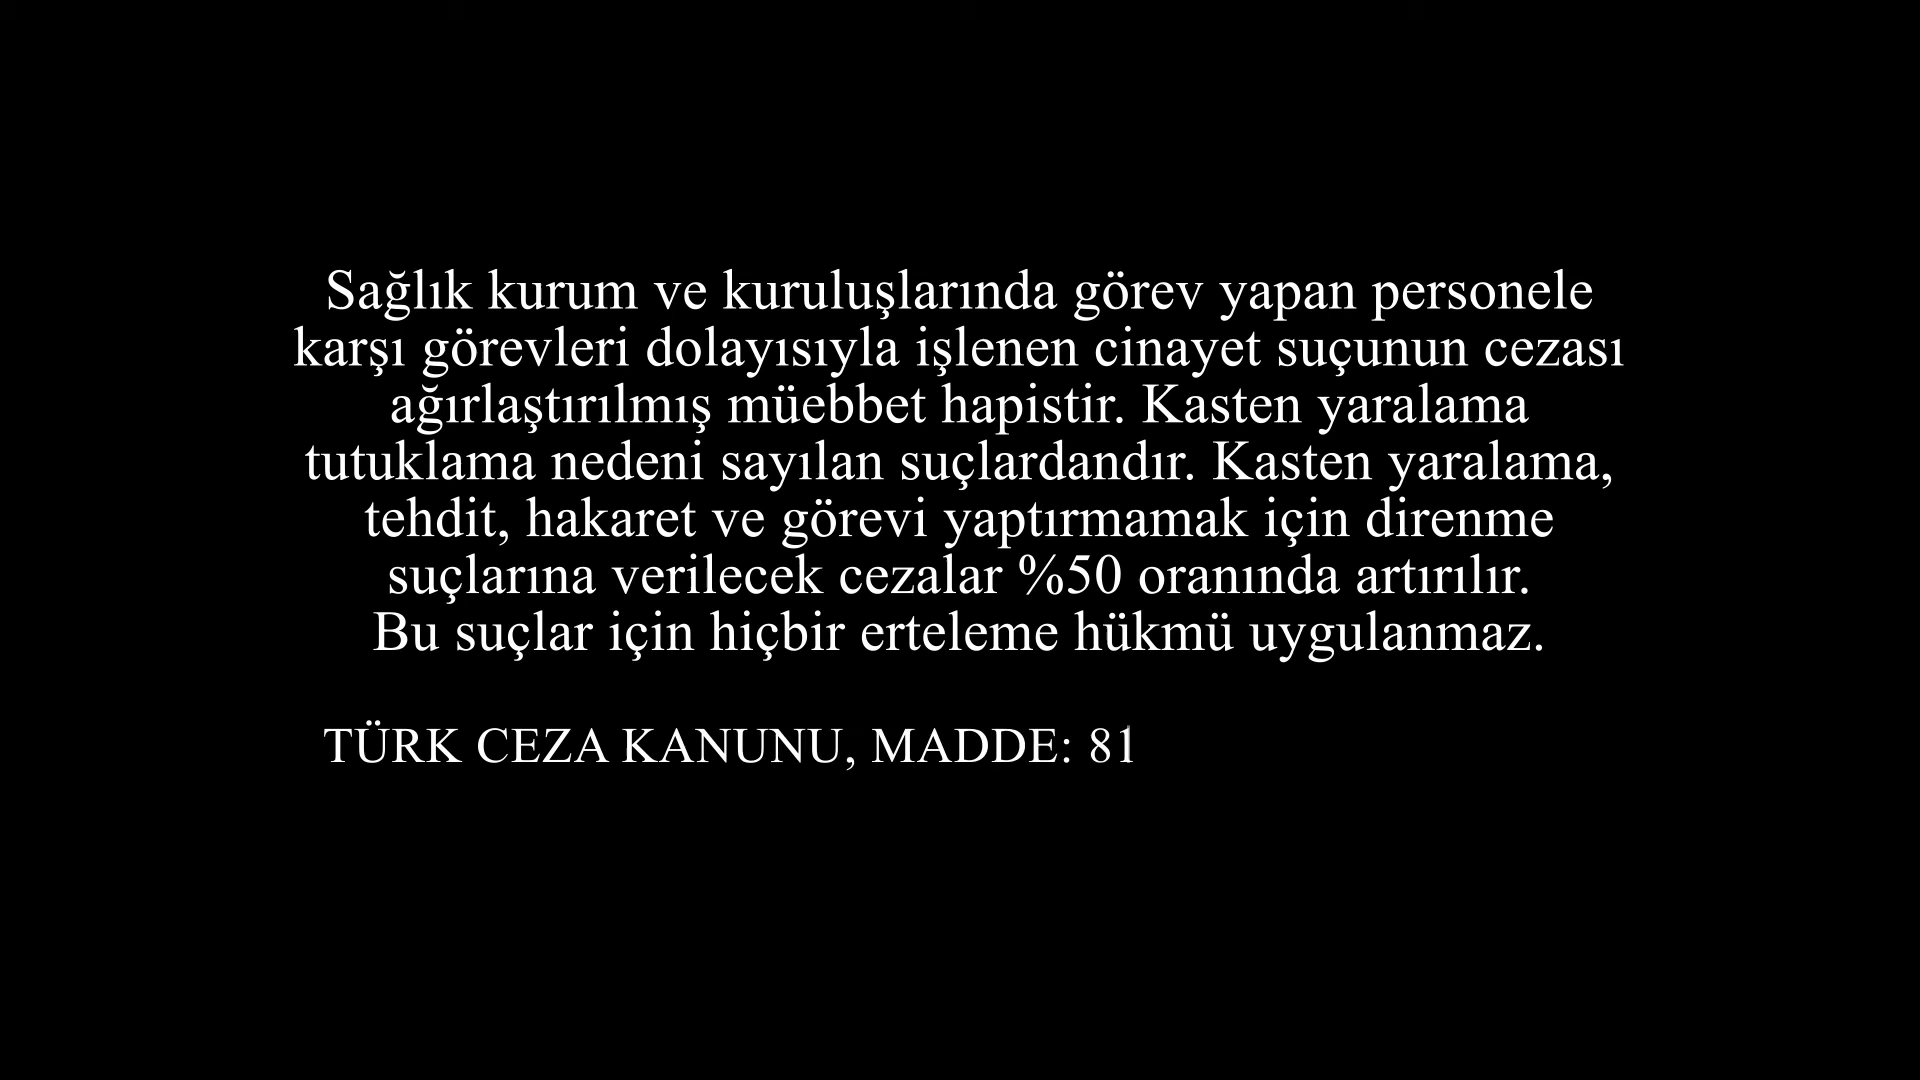 Sağlık kurum ve kuruluşlarında görev yapan personele
karşı görevleri dolayısıyla işlenen cinayet suçunun cezası
ağırlaştırılmış müebbet hapistir. Kasten yaralama
tutuklama nedeni sayılan suçlardandır. Kasten yaralama,
tehdit, hakaret ve görevi yaptırmamak için direnme
suçlarına verilecek cezalar %50 oranında artırılır.
Bu suçlar için hiçbir erteleme hükmü uygulanmaz.
TÜRK CEZA KANUNU, MADDE: 81